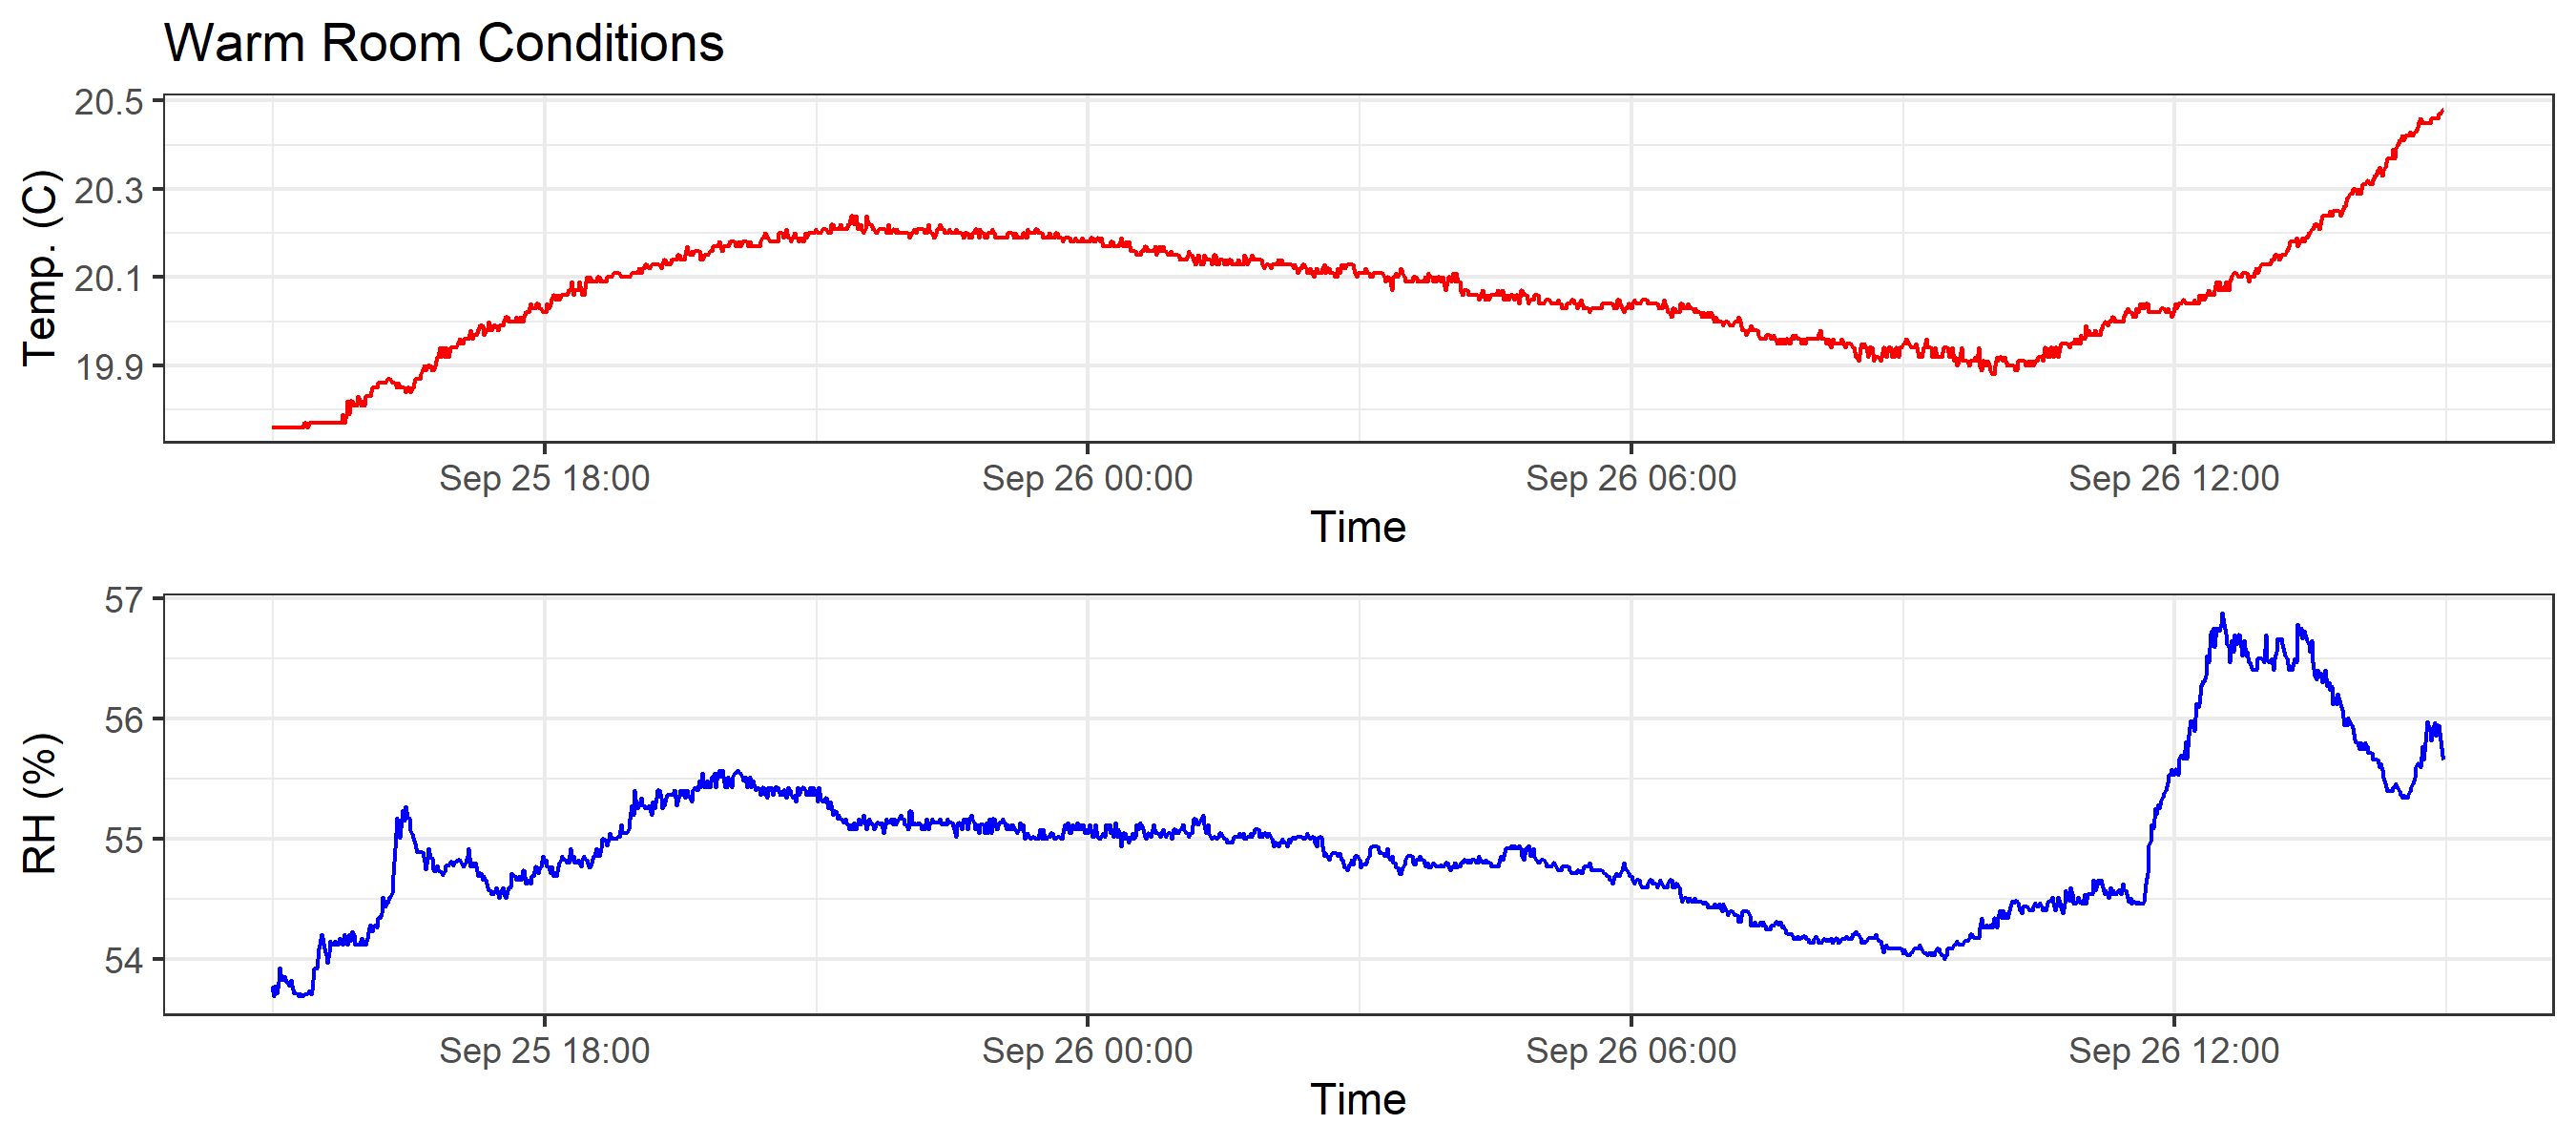 Warm Room Conditions
20.5
20.3
20.1
19.9
Temp. (C)
Sep 25 18:00 Sep 26 00:00 Sep 26 06:00 Sep 26 12:00
Time
57
56
55
54
RH (%)
Sep 25 18:00 Sep 26 00:00 Sep 26 06:00 Sep 26 12:00
Time